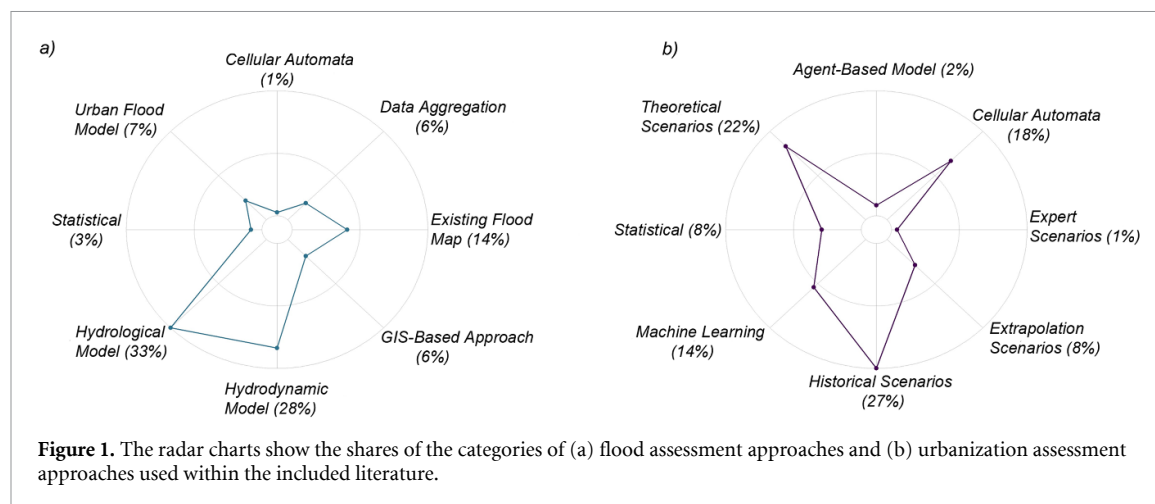 a)
Cellular Automata
(1%)
Data Aggregation
(6%)
Existing Flood
Map (14%)
GIS-Based Approach
(6%)
Hydrodynamic
Model (28%)
Hydrological
Model (33%)
Statistical
(3%)
Urban Flood
Model (7%)
b)
Agent-Based Model (2%)
Cellular Automata
(18%)
Expert
Scenarios (1%)
Extrapolation
Scenarios (8%)
Historical Scenarios
(27%)
Machine Learning
(14%)
Statistical (8%)
Theoretical
Scenarios (22%)
Figure 1. The radar charts show the shares of the categories of (a) flood assessment approaches and (b) urbanization assessment
approaches used within the included literature.